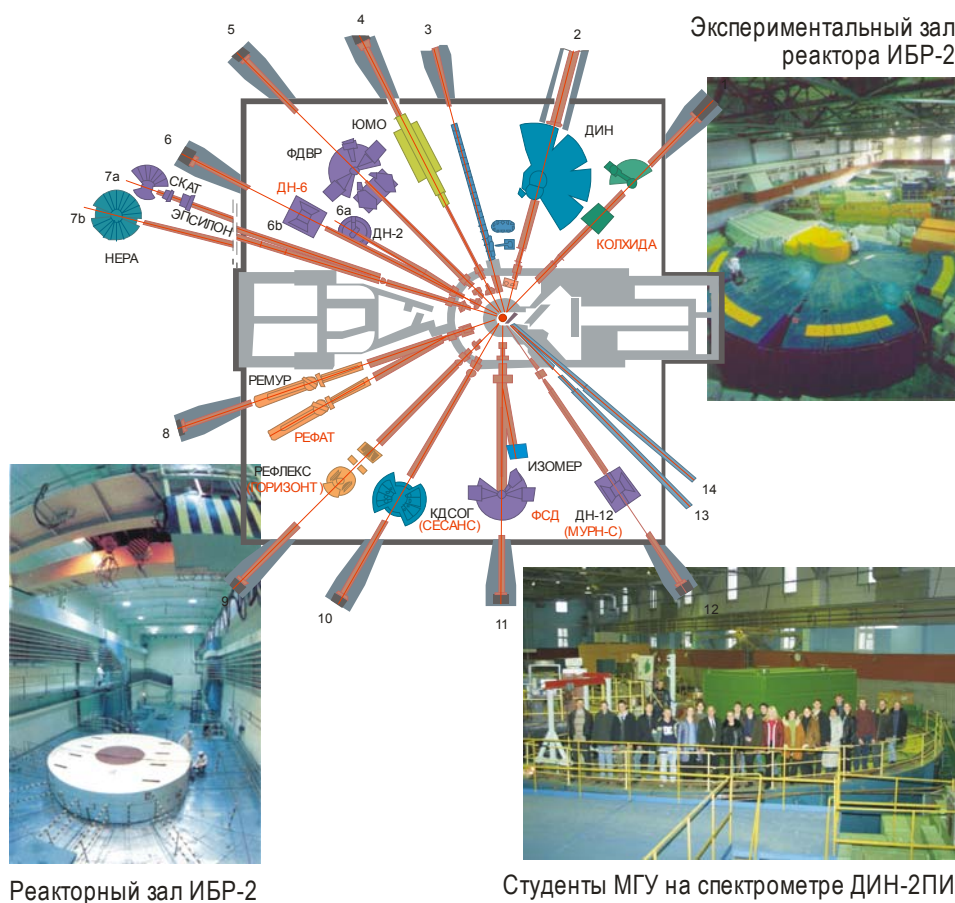 Экспериментальный зал
реактора ИБР-2
5
4
3
2
ЮМО
ДИН
ФДВР
6
7a
СКАТ
ДН-6
6a
7b
ЭПСИЛОН
6b
ДН-2
КОЛХИДА
НЕРА
РЕМУР
8
РЕФАТ
ИЗОМЕР
РЕФЛЕКС
(ГОРИЗОНТ)
14
КДСОГ
ФСД
ДН-12
13
(СЕСАНС)
(МУРН-С)
9
10
11
12
Реакторный зал ИБР-2
Студенты МГУ на спектрометре ДИН-2ПИ